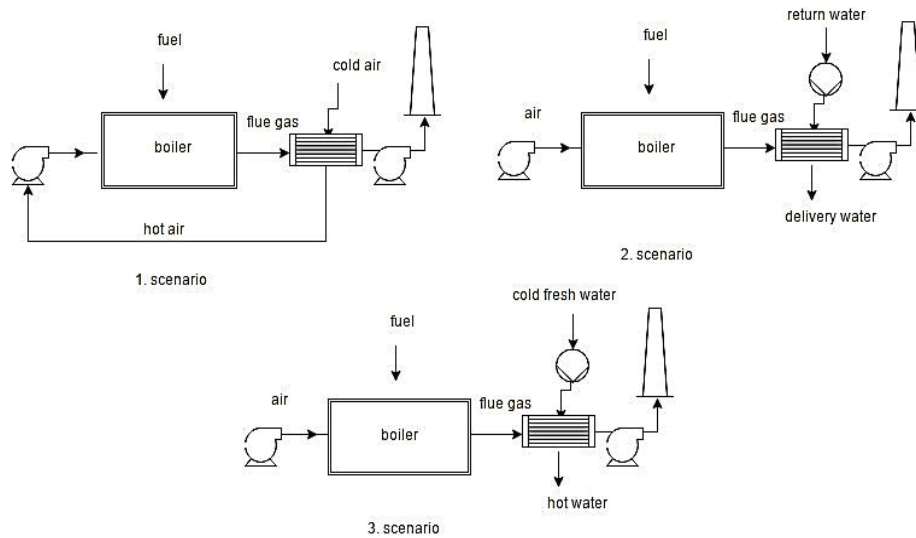 fuel
cold air
flue gas
boiler
hot air
1. scenario
return water
fuel
air
flue gas
boiler
delivery water
2. scenario
cold fresh water
fuel
air
flue gas
boiler
hot water
3. scenario